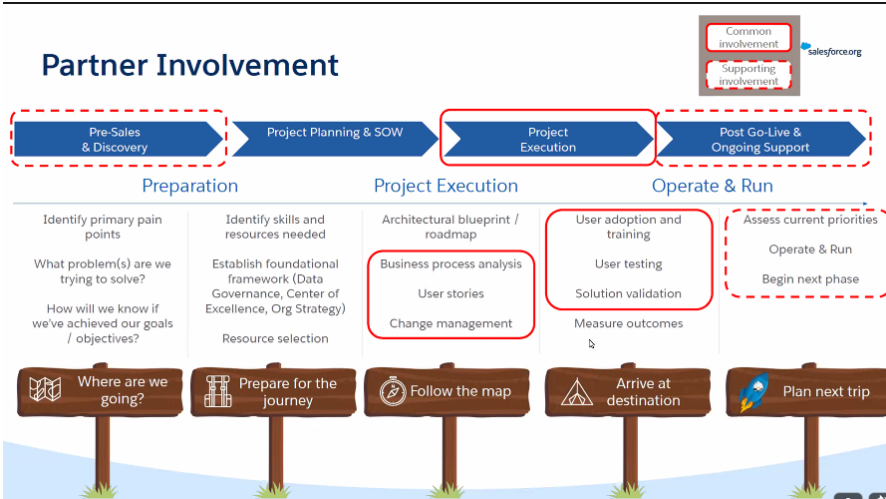 Common
involvement
salesforce.org
Supporting
involvement
Partner Involvement
Pre-Sales
& Discovery
Project Planning & SOW
Project
Execution
Post Go-Live &
Ongoing Support
Preparation
Project Execution
Operate & Run
Identify primary pain
points
What problem(s) are we
trying to solve?
How will we know if
we've achieved our goals
/ objectives?
Identify skills and
resources needed
Establish foundational
framework (Data
Governance, Center of
Excellence, Org Strategy)
Resource selection
Architectural blueprint /
roadmap
Business process analysis
User stories
Change management
User adoption and
training
User testing
Solution validation
Measure outcomes
Assess current priorities
Operate & Run
Begin next phase
Where are we
going?
Prepare for the
journey
Follow the map
Arrive at
destination
Plan next trip